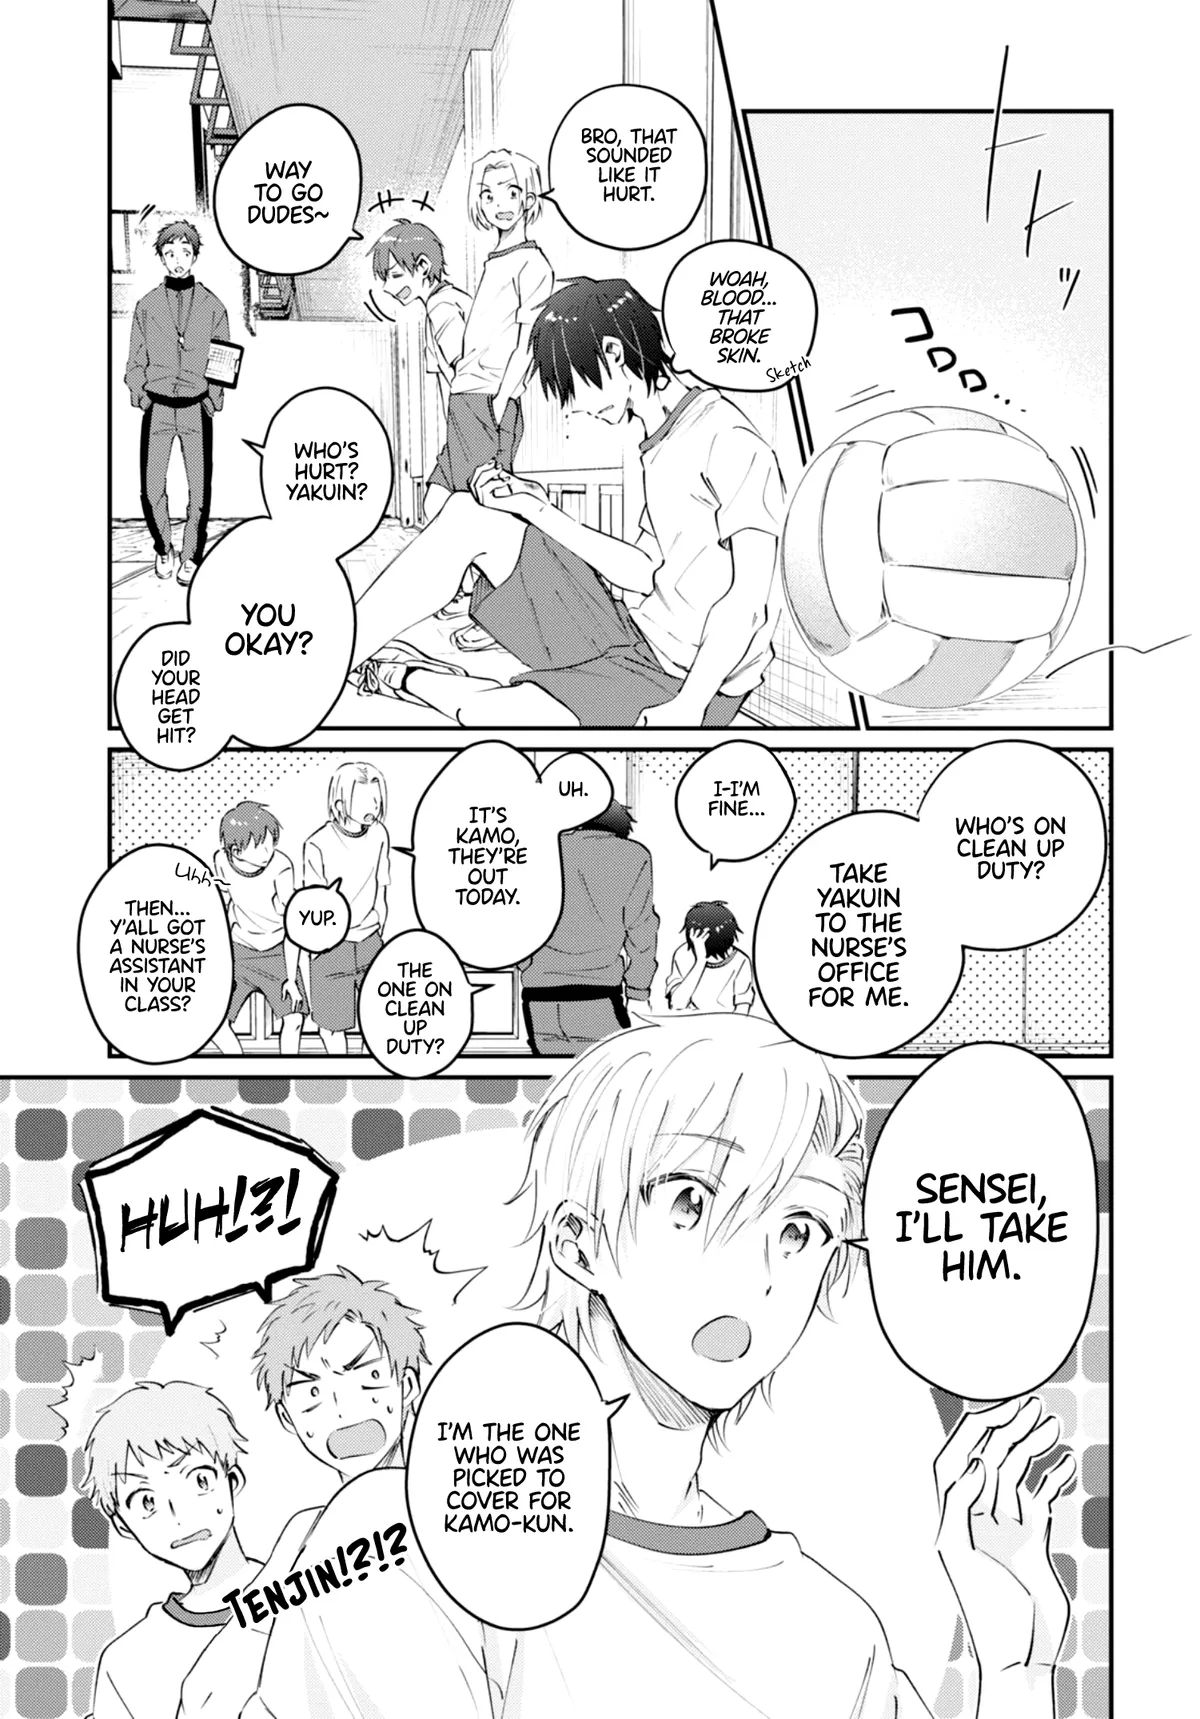 コロロ…
BRO, THAT
SOUNDED
LIKE IT
HURT.
WOAH,
BLOOD...
THAT
BROKE
SKIN.
Sketch
WAY
TO GO
DUDES~
WHO'S
HURT?
YAKUIN?
YOU
OKAY?
DID
YOUR
HEAD
GET
HIT?
WHO'S ON
CLEAN UP
DUTY?
TAKE
YAKUIN
TO THE
NURSE'S
OFFICE
FOR ME.
I-I'M
FINE...
UH.
IT'S
KAMO,
THEY'RE
OUT
TODAY.
THE
ONE ON
CLEAN
UP
DUTY?
YUP.
Uhh~
THEN...
Y'ALL GOT
A NURSE'S
ASSISTANT
IN YOUR
CLASS?
SENSEI,
I'LL TAKE
HIM.
I'M THE ONE
WHO WAS
PICKED TO
COVER FOR
KAMO-KUN.
HUH!?!
TENJIN!?!?